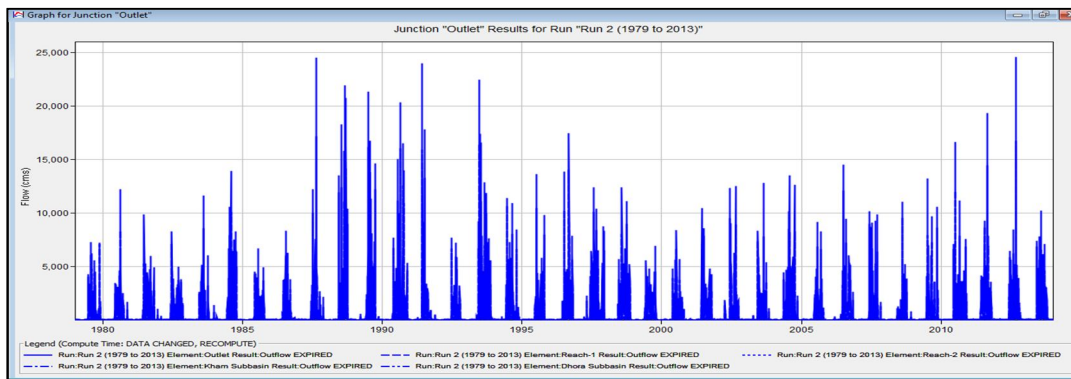 Graph for Junction "Outlet"
Junction "Outlet" Results for Run "Run 2 (1979 to 2013)"
25,000
20,000
15,000
10,000
5,000
Flow (cms)
1980 1985 1990 1995 2000 2005 2010
Legend (Compute Time: DATA CHANGED, RECOMPUTE)
Run:Run 2 (1979 to 2013) Element:Outlet Result:Outflow EXPIRED Run:Run 2 (1979 to 2013) Element:Reach-1 Result:Outflow EXPIRED Run:Run 2 (1979 to 2013) Element:Reach-2 Result:Outflow EXPIRED
Run:Run 2 (1979 to 2013) Element:Kham Subbasin Result:Outflow EXPIRED Run:Run 2 (1979 to 2013) Element:Dhora Subbasin Result:Outflow EXPIRED